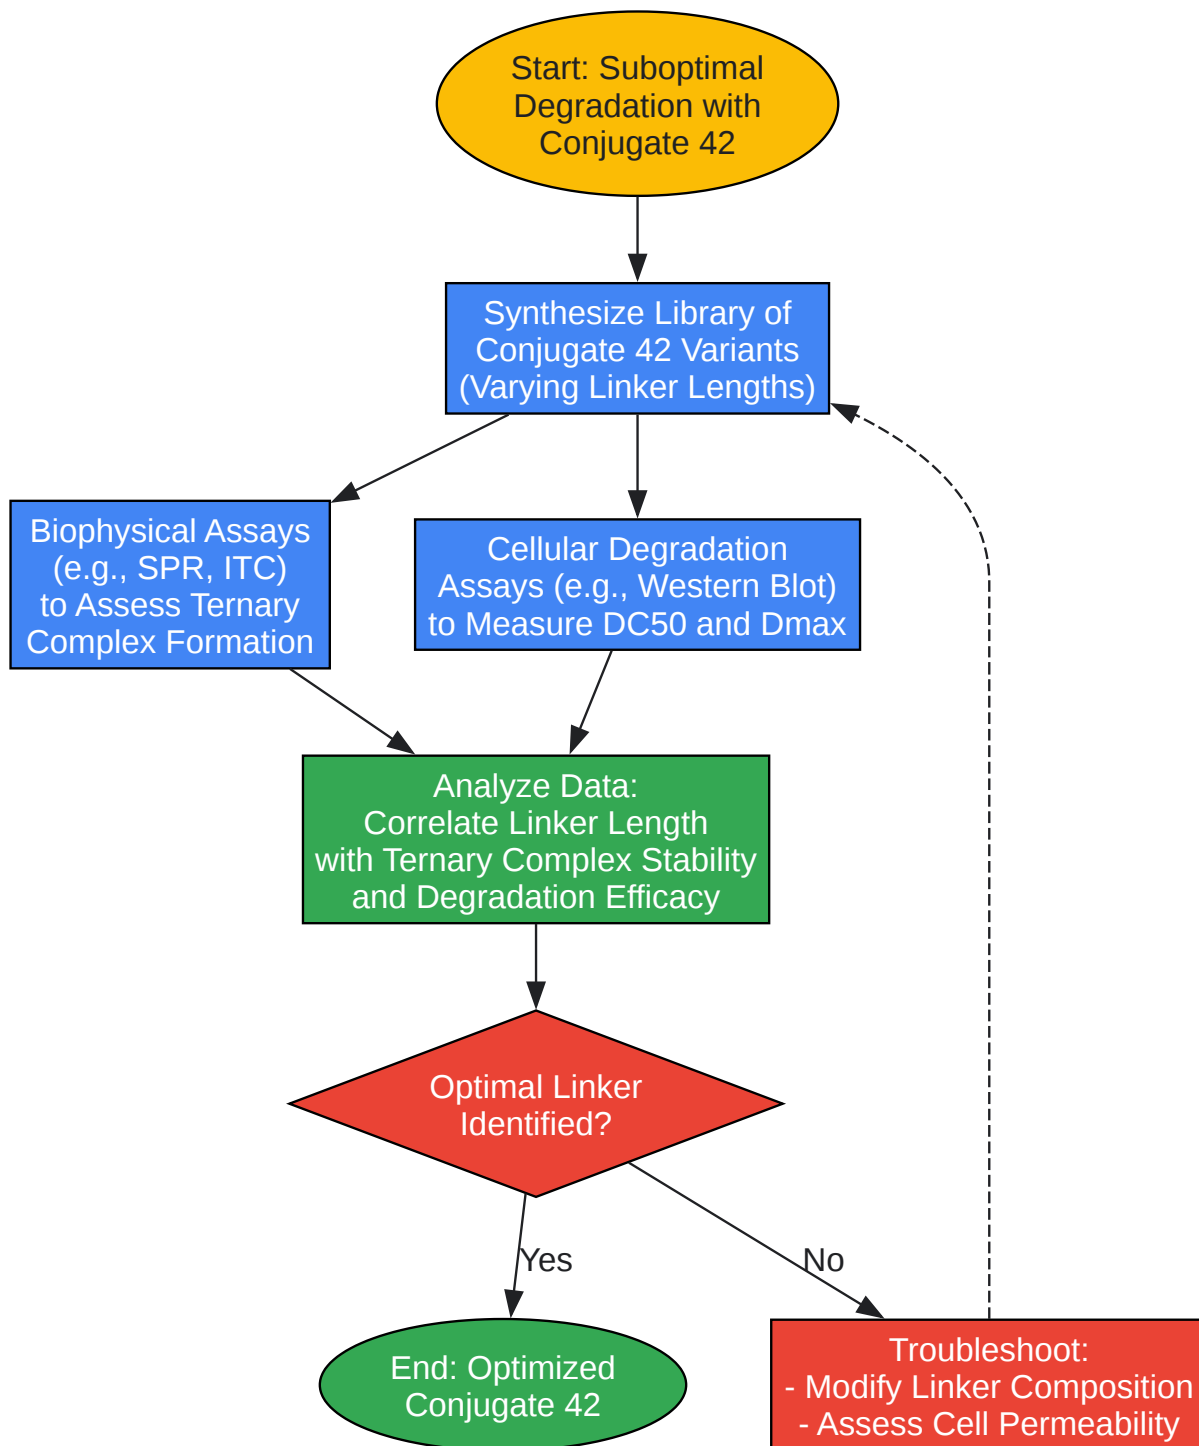 Start: Suboptimal
Degradation with
Conjugate 42
Synthesize Library of
Conjugate 42 Variants
(Varying Linker Lengths)
Biophysical Assays
(e.g., SPR, ITC)
to Assess Ternary
Complex Formation
Cellular Degradation
Assays (e.g., Western Blot)
to Measure DC50 and Dmax
Analyze Data:
Correlate Linker Length
with Ternary Complex Stability
and Degradation Efficacy
Optimal Linker
Identified?
Yes
No
End: Optimized
Conjugate 42
Troubleshoot:
- Modify Linker Composition
- Assess Cell Permeability